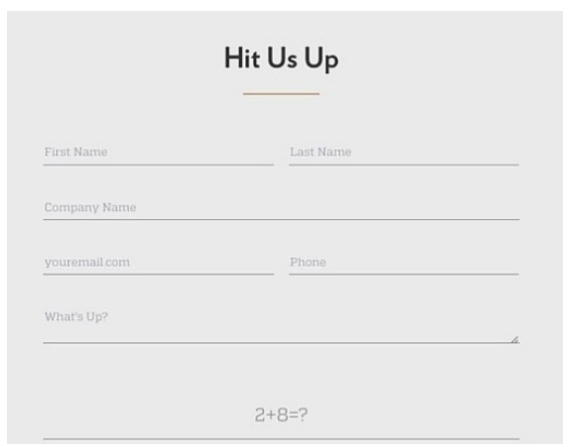 Hit Us Up
First Name Last Name
Company Name
youremail.com Phone
What's Up?
2+8=?